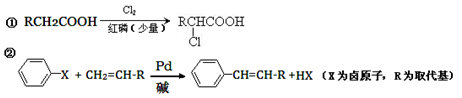 ① RCH2COOH Cl2 红磷(少量) RCHCOOH
Cl
②
X + CH2=CH-R Pd 碱 CH=CH-R+HX (X为卤原子，R为取代基)